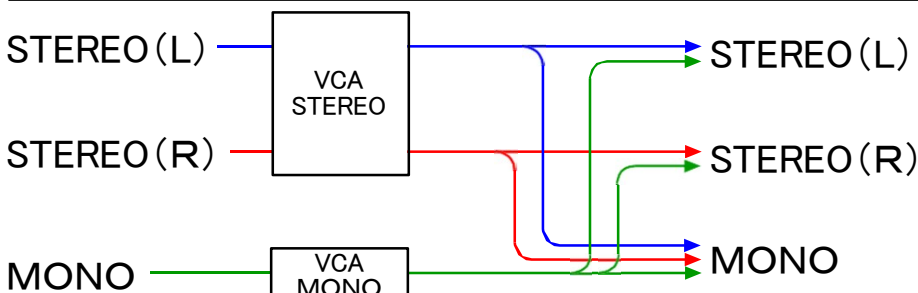 STEREO(L)
VCA
STEREO
STEREO(L)
STEREO(R)
STEREO(R)
MONO
VCA
MONO
MONO